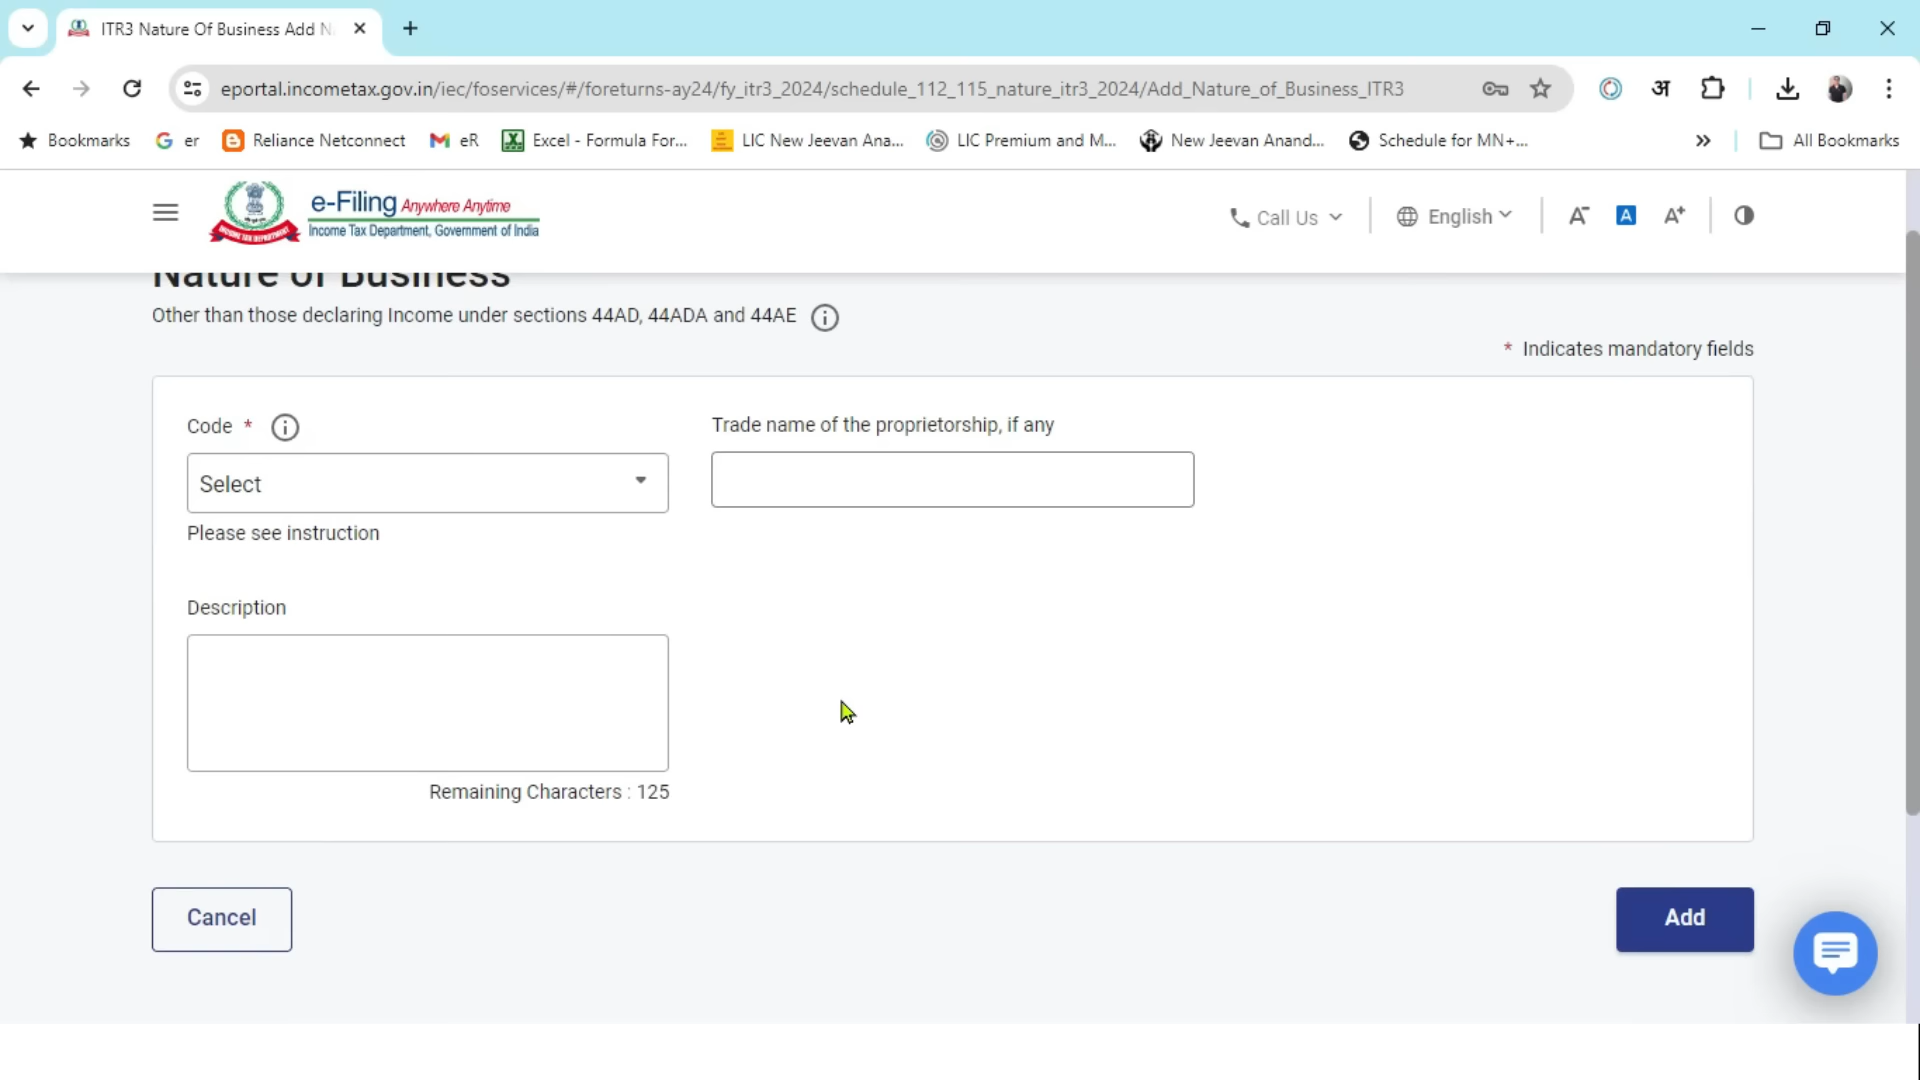 ITR3 Nature Of Business Add N
eportal.incometax.gov.in/iec/foservices/#/foreturns-ay24/fy_itr3_2024/schedule_112_115_nature_itr3_2024/Add_Nature_of_Business_ITR3
अ
Bookmarks
er
Reliance Netconnect
eR
Excel - Formula For...
LIC New Jeevan Ana...
LIC Premium and M...
New Jeevan Anand...
Schedule for MN+...
All Bookmarks
e-Filing Anywhere Anytime
Income Tax Department, Government of India
Call Us
English
A-
A
A+
Nature of Business
Other than those declaring Income under sections 44AD, 44ADA and 44AE
* Indicates mandatory fields
Code *
Trade name of the proprietorship, if any
Select
Please see instruction
Description
Remaining Characters : 125
Cancel
Add